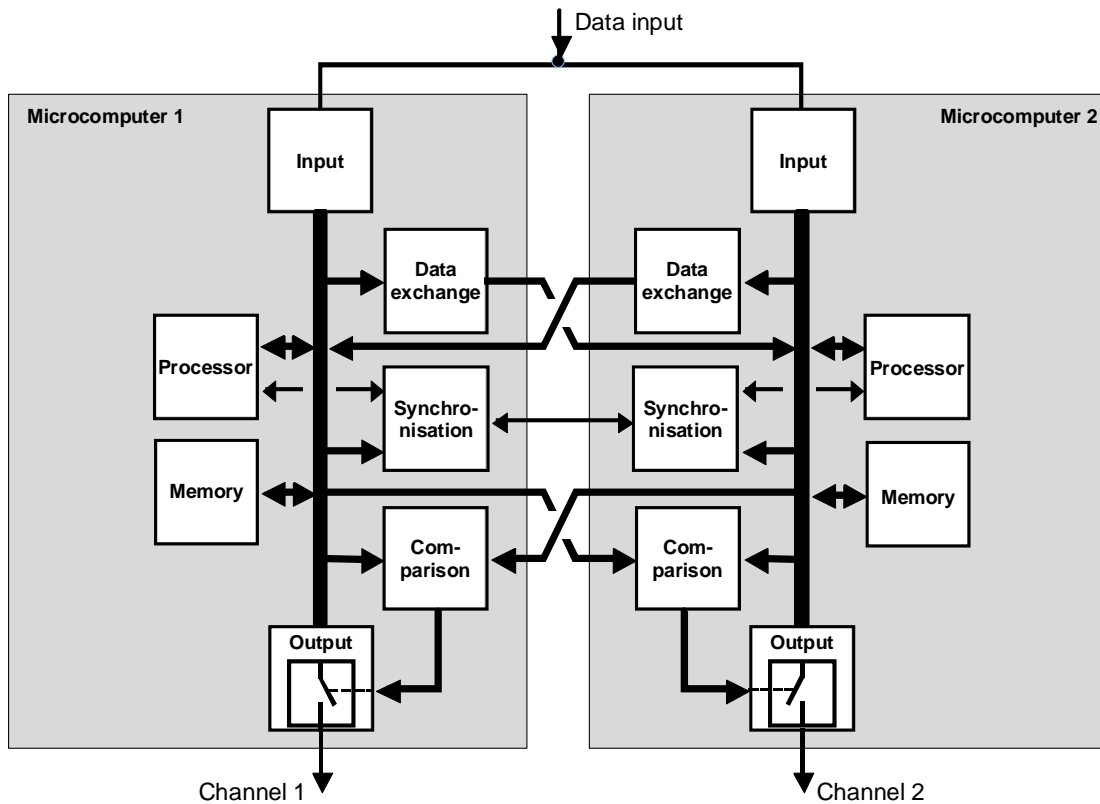 Data input
Microcomputer 1
Microcomputer 2
Input
Input
Data
exchange
Data
exchange
Processor
Processor
Synchro-
nisation
Synchro-
nisation
Memory
Memory
Com-
parison
Com-
parison
Output
Output
Channel 1
Channel 2